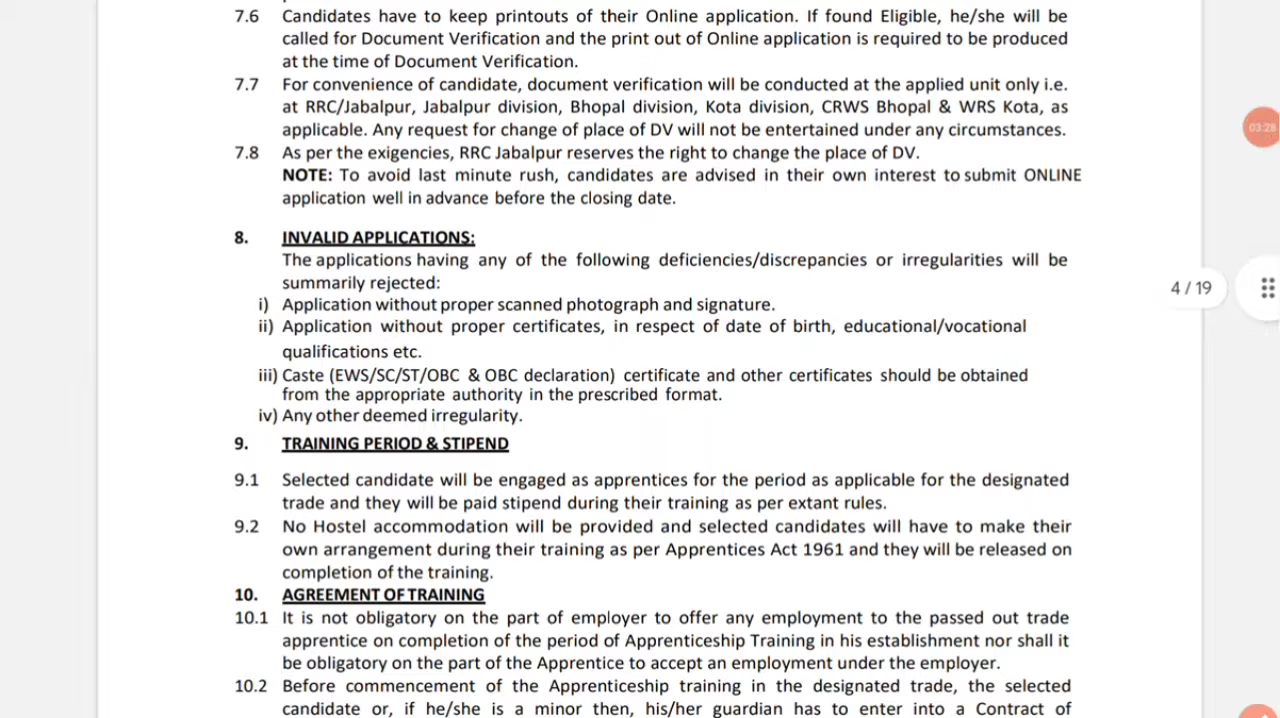 7.6 Candidates have to keep printouts of their Online application. If found Eligible, he/she will be
called for Document Verification and the print out of Online application is required to be produced
at the time of Document Verification.
7.7 For convenience of candidate, document verification will be conducted at the applied unit only i.e.
at RRC/Jabalpur, Jabalpur division, Bhopal division, Kota division, CRWS Bhopal & WRS Kota, as
applicable. Any request for change of place of DV will not be entertained under any circumstances.
7.8 As per the exigencies, RRC Jabalpur reserves the right to change the place of DV.
NOTE: To avoid last minute rush, candidates are advised in their own interest to submit ONLINE
application well in advance before the closing date.
8. INVALID APPLICATIONS:
The applications having any of the following deficiencies/discrepancies or irregularities will be
summarily rejected:
i) Application without proper scanned photograph and signature.
ii) Application without proper certificates, in respect of date of birth, educational/vocational
qualifications etc.
iii) Caste (EWS/SC/ST/OBC & OBC declaration) certificate and other certificates should be obtained
from the appropriate authority in the prescribed format.
iv) Any other deemed irregularity.
9. TRAINING PERIOD & STIPEND
9.1 Selected candidate will be engaged as apprentices for the period as applicable for the designated
trade and they will be paid stipend during their training as per extant rules.
9.2 No Hostel accommodation will be provided and selected candidates will have to make their
own arrangement during their training as per Apprentices Act 1961 and they will be released on
completion of the training.
10. AGREEMENT OF TRAINING
10.1 It is not obligatory on the part of employer to offer any employment to the passed out trade
apprentice on completion of the period of Apprenticeship Training in his establishment nor shall it
be obligatory on the part of the Apprentice to accept an employment under the employer.
10.2 Before commencement of the Apprenticeship training in the designated trade, the selected
candidate or, if he/she is a minor then, his/her guardian has to enter into a Contract of
03:28
4 / 19